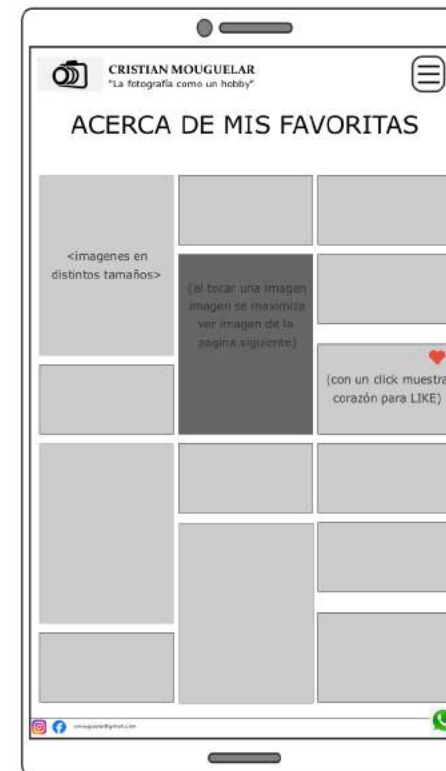 CRISTIAN MOUGUELAR
"La fotografía como un hobby"
ACERCA DE MIS FAVORITAS
<imagenes en
distintos tamaños>
(al tocar una imagen
imagen se maximiza
ver imagen de la
pagina siguiente)
(con un click muestra
corazón para LIKE)